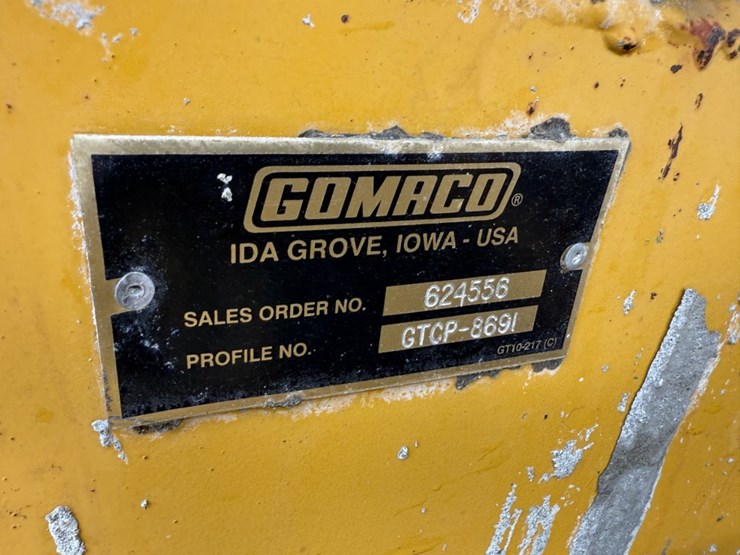 GOMACO®
IDA GROVE, IOWA - USA
SALES ORDER NO. 624556
PROFILE NO. GTCP-8691
GT10-217 (C)